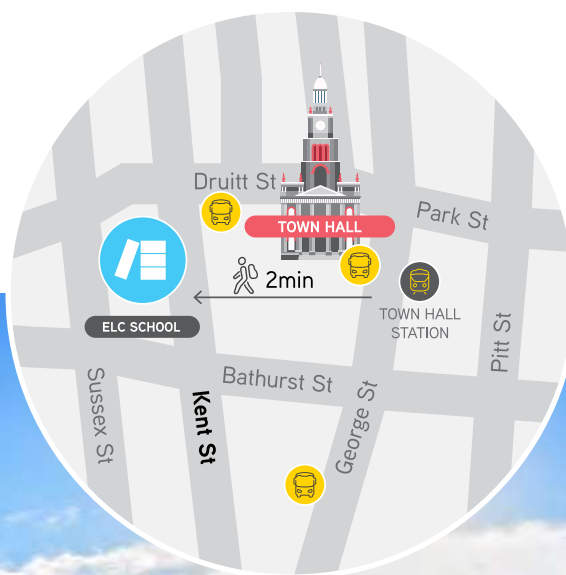 Druitt St
Park St
TOWN HALL
2min
ELC SCHOOL
TOWN HALL
STATION
Pitt St
Bathurst St
Sussex St
Kent St
George St